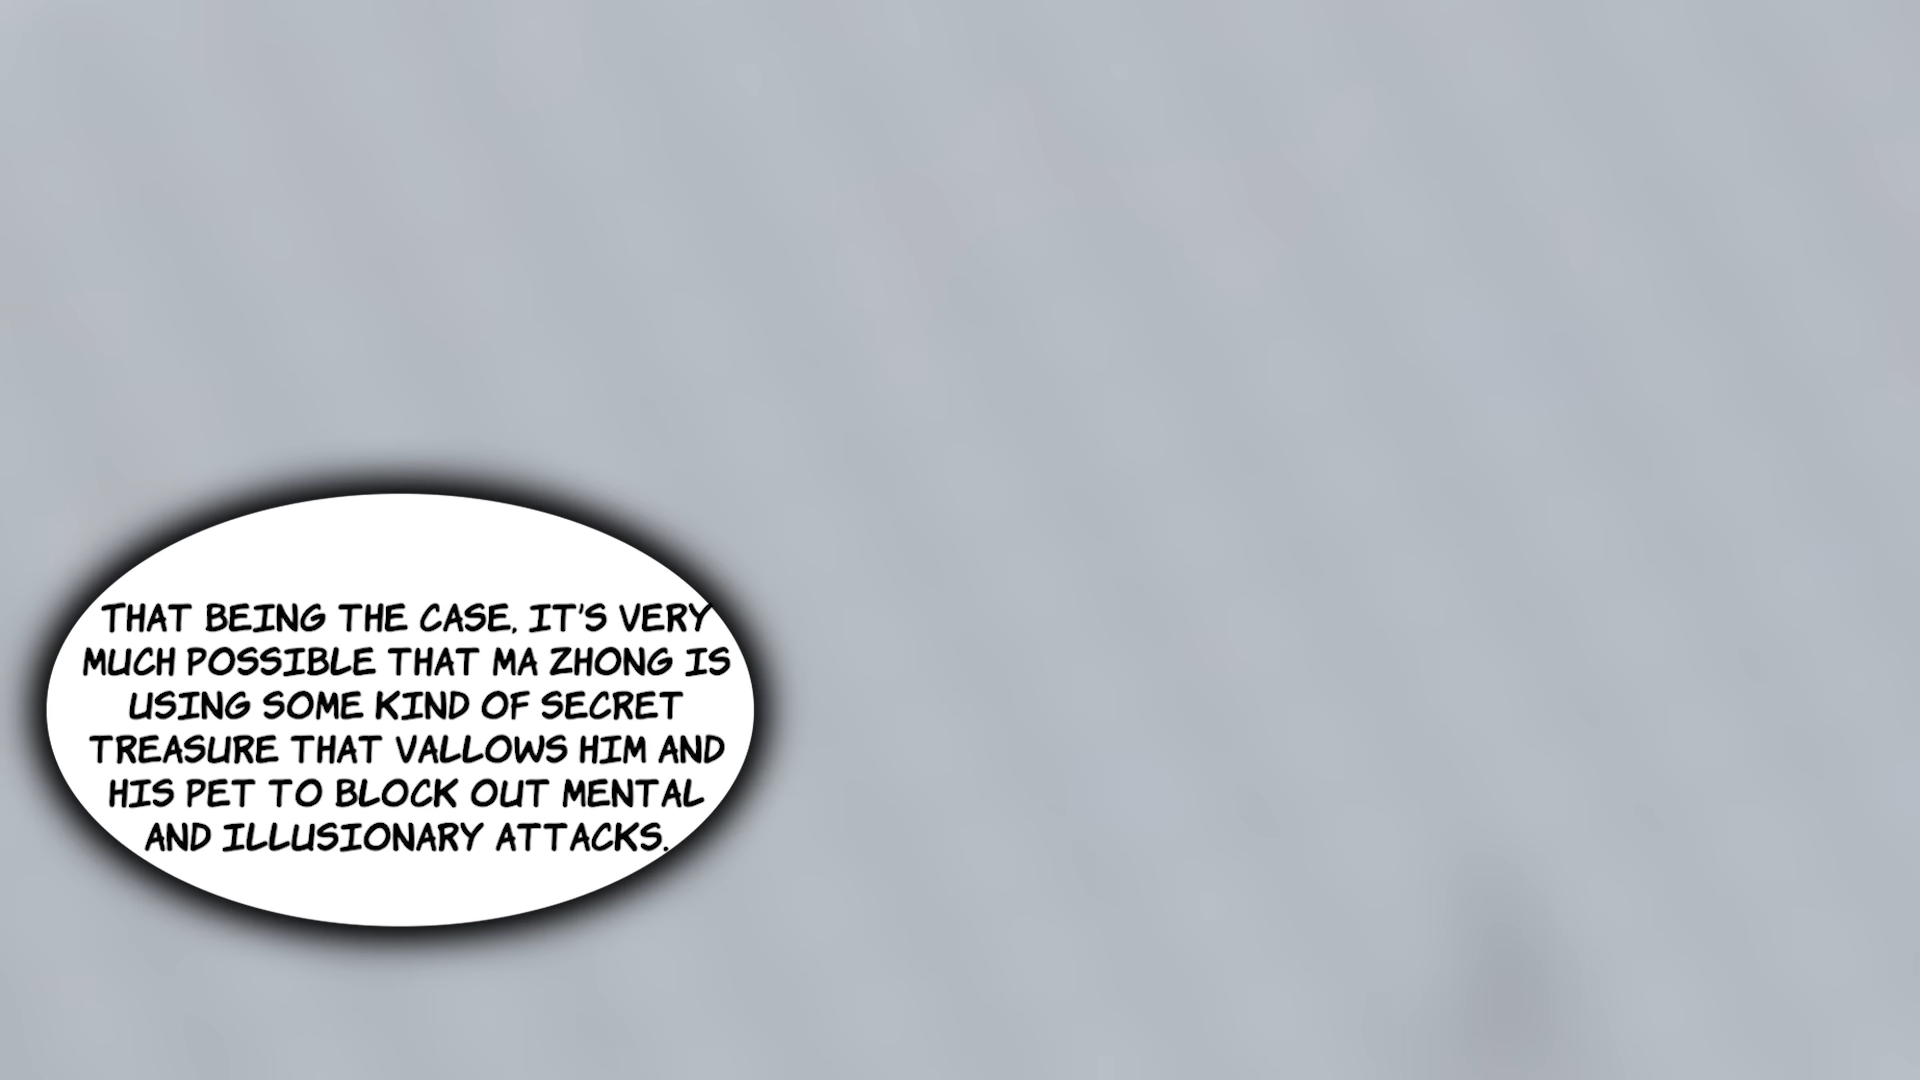 THAT BEING THE CASE, IT'S VERY
MUCH POSSIBLE THAT MA ZHONG IS
USING SOME KIND OF SECRET
TREASURE THAT VALLOWS HIM AND
HIS PET TO BLOCK OUT MENTAL
AND ILLUSIONARY ATTACKS.